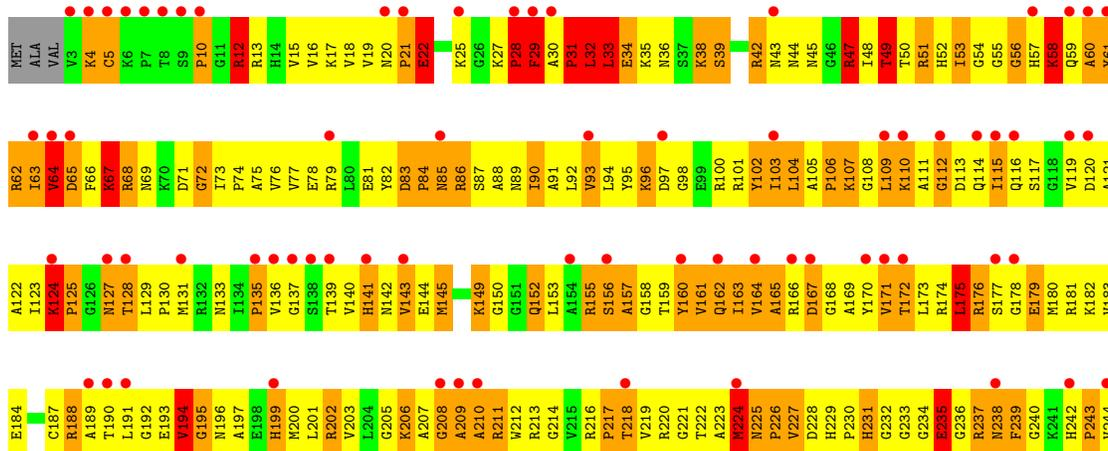 MET ALA VAL V3 K4 C5 K6 P7 T8 S9 P10 G11 R12 R13 H14 V15 V16 K17 V18 V19 N20 P21 E22 K25 G26 K27 P28 F29 A30 P31 L32 L33 E34 K35 N36 S37 K38 S39 R42 N43 N44 N45 G46 R47 I48 T49 T50 R51 H52 I53 G54 G55 G56 H57 K58 Q59 A60
R62 I63 V64 D65 F66 K67 R68 N69 K70 D71 G72 I73 P74 A75 V76 V77 E78 R79 L80 E81 Y82 D83 P84 N85 R86 S87 A88 N89 I90 A91 L92 V93 L94 Y95 K96 D97 G98 E99 R100 R101 Y102 I103 L104 A105 P106 K107 G108 L109 K110 A111 G112 D113 Q114 I115 Q116 S117 G118 V119 D120
A122 I123 K124 P125 G126 N127 T128 L129 P130 M131 R132 N133 I134 P135 V136 G137 S138 T139 V140 H141 N142 V143 E144 M145 K149 G150 G151 Q152 L153 A154 R155 S156 A157 G158 T159 Y160 V161 Q162 I163 V164 A165 R166 D167 G168 A169 Y170 V171 T172 L173 R174 L175 R176 S177 G178 E179 M180 R181 K182
E184 C187 R188 A189 T190 L191 G192 E193 V194 G195 N196 A197 E198 H199 M200 L201 R202 V203 L204 G205 K206 A207 G208 A209 A210 R211 W212 R213 G214 V215 R216 P217 T218 V219 R220 G221 T222 A223 M224 N225 P226 V227 D228 H229 P230 H231 G232 G233 G234 E235 G236 R237 N238 F239 G240 K241 H242 P243